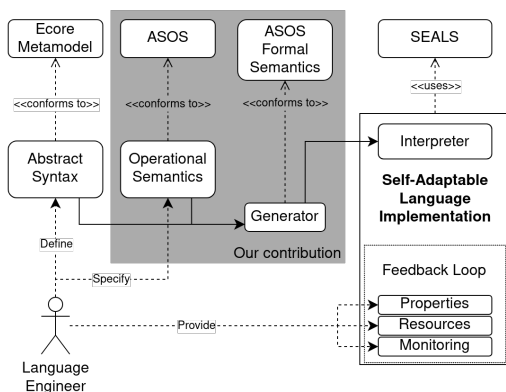 Ecore
Metamodel
ASOS
ASOS
Formal
Semantics
SEALS
<<conforms to>>
<<conforms to>>
<<conforms to>>
<<uses>>
Abstract
Syntax
Operational
Semantics
Generator
Interpreter
Self-Adaptable
Language
Implementation
Our contribution
Define
Specify
Feedback Loop
Properties
Resources
Monitoring
Provide
Language
Engineer